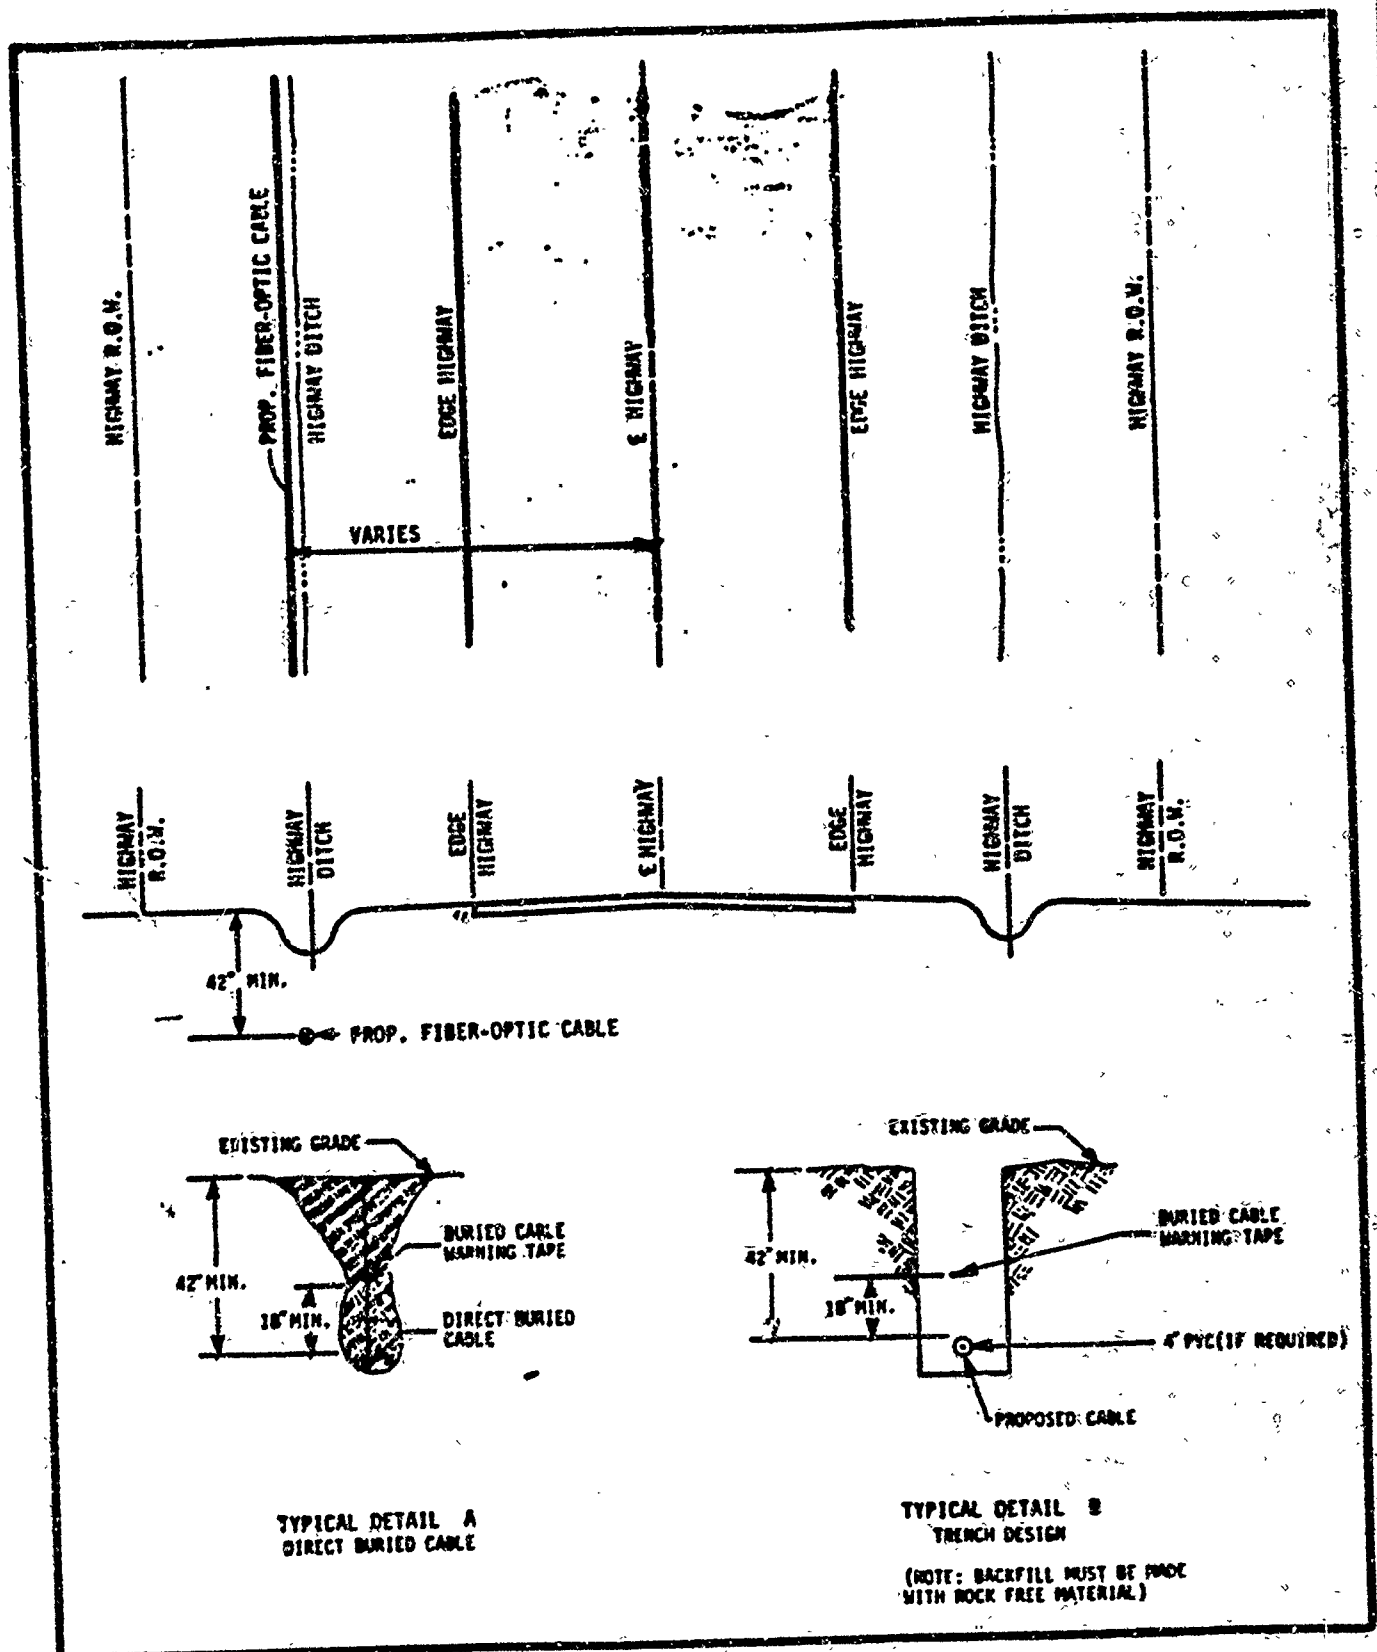 HIGHWAY R.O.W.
PROP. FIBER-OPTIC CABLE
HIGHWAY DITCH
EDGE HIGHWAY
℄ HIGHWAY
EDGE HIGHWAY
HIGHWAY DITCH
HIGHWAY R.O.W.
VARIES
HIGHWAY
R.O.W.
HIGHWAY
DITCH
EDGE
HIGHWAY
℄ HIGHWAY
EDGE
HIGHWAY
HIGHWAY
DITCH
HIGHWAY
R.O.W.
42" MIN.
PROP. FIBER-OPTIC CABLE
EXISTING GRADE
BURIED CABLE
WARNING TAPE
42" MIN.
18" MIN.
DIRECT BURIED
CABLE
TYPICAL DETAIL A
DIRECT BURIED CABLE
EXISTING GRADE
BURIED CABLE
WARNING TAPE
42" MIN.
18" MIN.
4" PVC(IF REQUIRED)
PROPOSED CABLE
TYPICAL DETAIL B
TRENCH DESIGN
(NOTE: BACKFILL MUST BE MADE
WITH ROCK FREE MATERIAL)